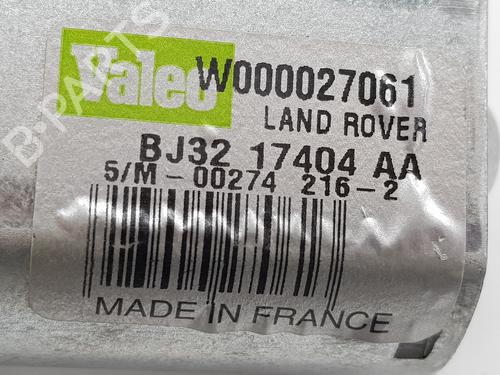 Valeo W000027061
LAND ROVER
BJ32 17404 AA
5/M-00274 216-2
MADE IN FRANCE
B-PARTS